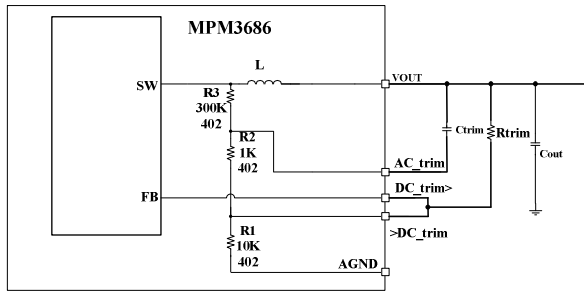 MPM3686
L
SW
VOUT
R3
300K
402
Ctrim
Rtrim
R2
1K
402
AC_trim
Cout
DC_trim>
FB
>DC_trim
R1
10K
402
AGND